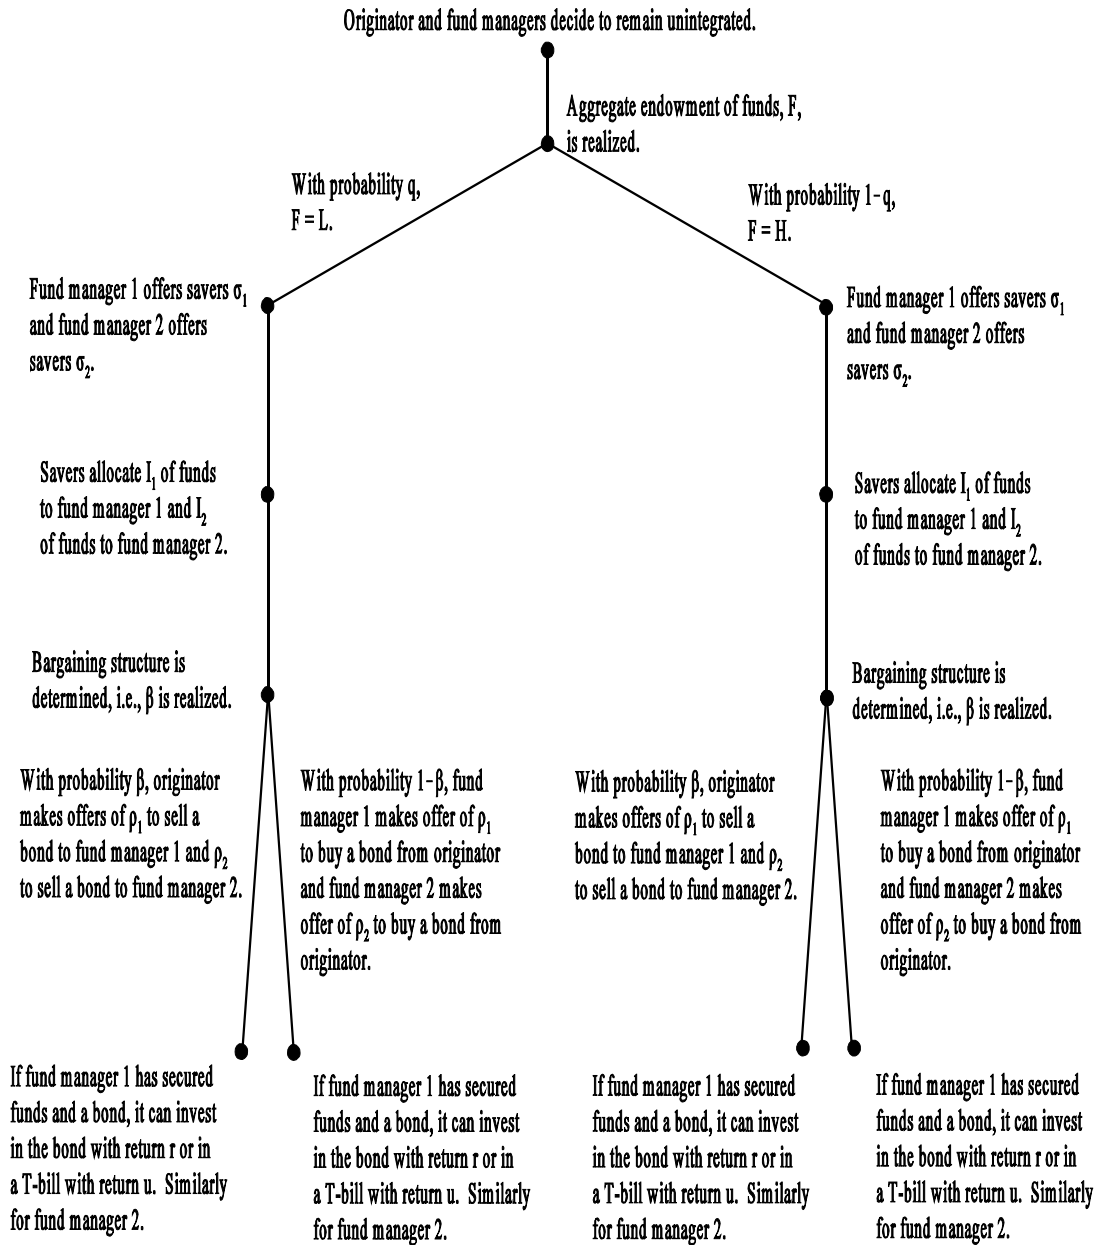 Originator and fund managers decide to remain unintegrated.
Aggregate endowment of funds, F,
is realized.
With probability q,
F = L.
With probability 1-q,
F = H.
Fund manager 1 offers savers σ₁
and fund manager 2 offers
savers σ₂.
Fund manager 1 offers savers σ₁
and fund manager 2 offers
savers σ₂.
Savers allocate I₁ of funds
to fund manager 1 and I₂
of funds to fund manager 2.
Savers allocate I₁ of funds
to fund manager 1 and I₂
of funds to fund manager 2.
Bargaining structure is
determined, i.e., β is realized.
Bargaining structure is
determined, i.e., β is realized.
With probability β, originator
makes offers of ρ₁ to sell a
bond to fund manager 1 and ρ₂
to sell a bond to fund manager 2.
With probability 1-β, fund
manager 1 makes offer of ρ₁
to buy a bond from originator
and fund manager 2 makes
offer of ρ₂ to buy a bond from
originator.
With probability β, originator
makes offers of ρ₁ to sell a
bond to fund manager 1 and ρ₂
to sell a bond to fund manager 2.
With probability 1-β, fund
manager 1 makes offer of ρ₁
to buy a bond from originator
and fund manager 2 makes
offer of ρ₂ to buy a bond from
originator.
If fund manager 1 has secured
funds and a bond, it can invest
in the bond with return r or in
a T-bill with return u. Similarly
for fund manager 2.
If fund manager 1 has secured
funds and a bond, it can invest
in the bond with return r or in
a T-bill with return u. Similarly
for fund manager 2.
If fund manager 1 has secured
funds and a bond, it can invest
in the bond with return r or in
a T-bill with return u. Similarly
for fund manager 2.
If fund manager 1 has secured
funds and a bond, it can invest
in the bond with return r or in
a T-bill with return u. Similarly
for fund manager 2.